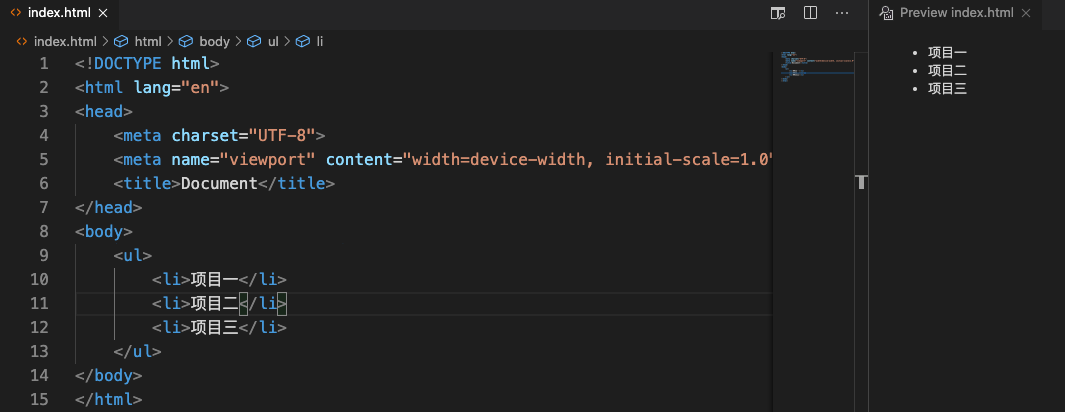 index.html
Preview index.html
index.html > html > body > ul > li
1 <!DOCTYPE html>
2 <html lang="en">
3 <head>
4 <meta charset="UTF-8">
5 <meta name="viewport" content="width=device-width, initial-scale=1.0"
6 <title>Document</title>
7 </head>
8 <body>
9 <ul>
10 <li>项目一</li>
11 <li>项目二</li>
12 <li>项目三</li>
13 </ul>
14 </body>
15 </html>
• 项目一
• 项目二
• 项目三